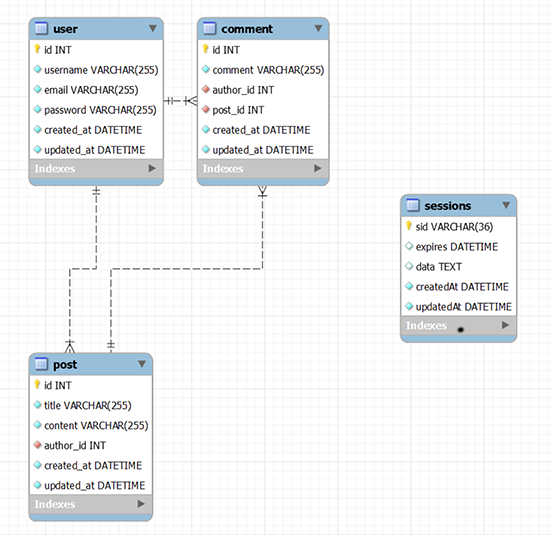 user
id INT
username VARCHAR(255)
email VARCHAR(255)
password VARCHAR(255)
created_at DATETIME
updated_at DATETIME
Indexes
comment
id INT
comment VARCHAR(255)
author_id INT
post_id INT
created_at DATETIME
updated_at DATETIME
Indexes
sessions
sid VARCHAR(36)
expires DATETIME
data TEXT
createdAt DATETIME
updatedAt DATETIME
Indexes
post
id INT
title VARCHAR(255)
content VARCHAR(255)
author_id INT
created_at DATETIME
updated_at DATETIME
Indexes